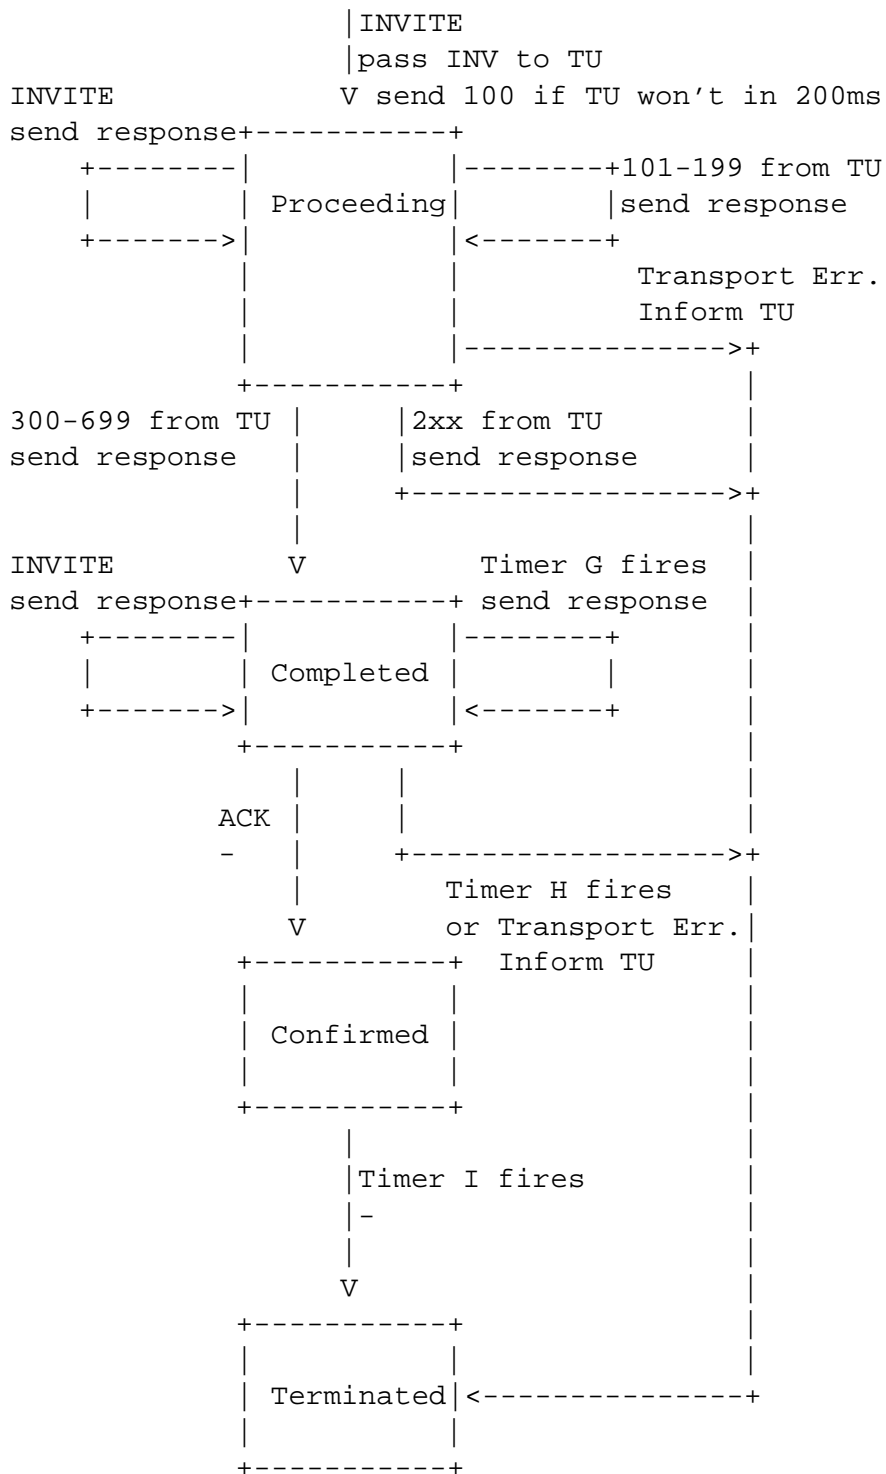 |INVITE
|pass INV to TU
INVITE             V send 100 if TU won't in 200ms
send response+-----------+
    +--------|           |--------+101-199 from TU
    |        | Proceeding|        |send response
    +------->|           |<-------+
             |           |          Transport Err.
             |           |          Inform TU
             |           |--------------->+
             +-----------+                |
300-699 from TU |     |2xx from TU        |
send response   |     |send response      |
                |     +------------------>+
                |                         |
INVITE          V          Timer G fires  |
send response+-----------+ send response  |
    +--------|           |--------+       |
    |        | Completed |        |       |
    +------->|           |<-------+       |
             +-----------+                |
                |     |                   |
            ACK |     |                   |
            -   |     +------------------>+
                |        Timer H fires    |
                V        or Transport Err.|
             +-----------+  Inform TU     |
             |           |                |
             | Confirmed |                |
             |           |                |
             +-----------+                |
                   |                      |
                   |Timer I fires         |
                   |-                     |
                   |                      |
                   V                      |
             +-----------+                |
             |           |                |
             | Terminated|<---------------+
             |           |
             +-----------+